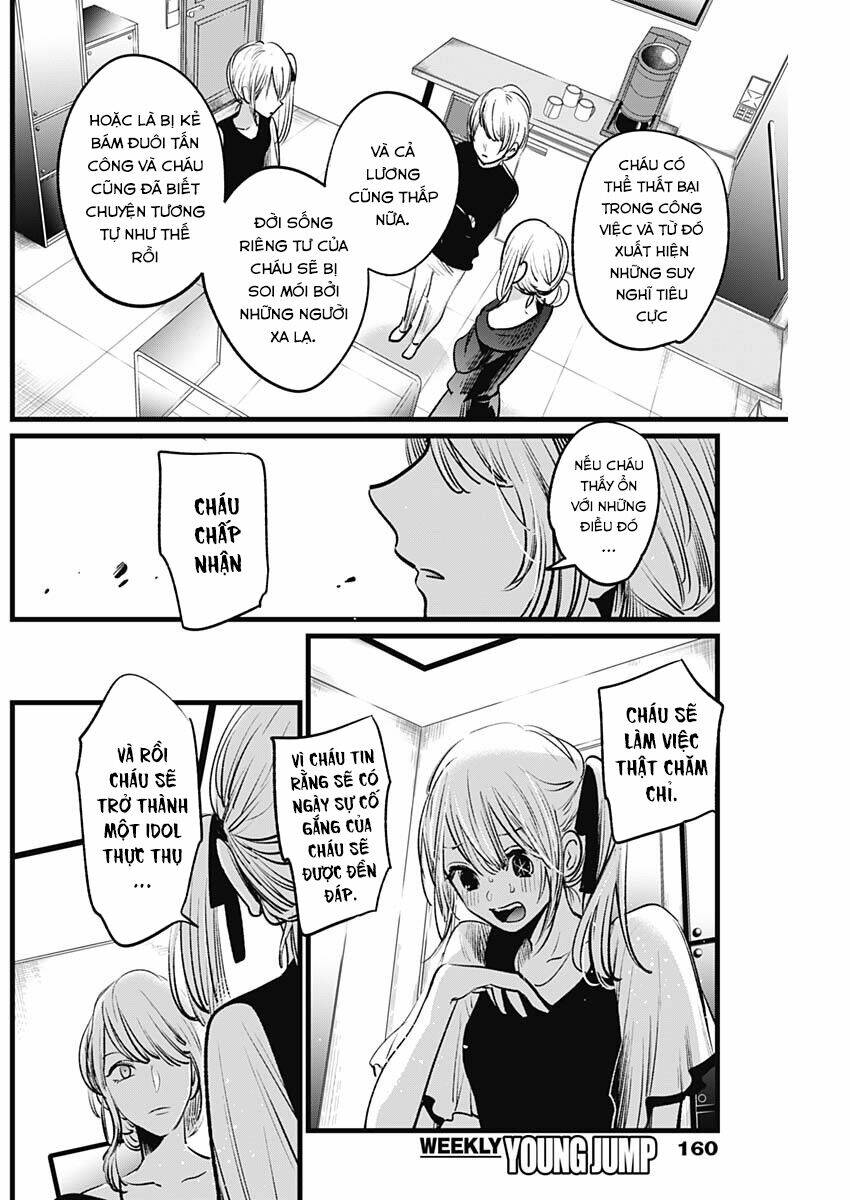 CHÁU CÓ
THỂ THẤT BẠI
TRONG CÔNG
VIỆC VÀ TỪ ĐÓ
XUẤT HIỆN
NHỮNG SUY
NGHĨ TIÊU
CỰC
VÀ CẢ
LƯƠNG
CŨNG THẤP
NỮA.
ĐỜI SỐNG
RIÊNG TƯ CỦA
CHÁU SẼ BỊ
SOI MÓI BỞI
NHỮNG NGƯỜI
XA LẠ.
HOẶC LÀ BỊ KẺ
BÁM ĐUÔI TẤN
CÔNG VÀ CHÁU
CŨNG ĐÃ BIẾT
CHUYỆN TƯƠNG
TỰ NHƯ THẾ
RỒI
NẾU CHÁU
THẤY ỔN
VỚI NHỮNG
ĐIỀU ĐÓ
...
CHÁU
CHẤP
NHẬN
CHÁU SẼ
LÀM VIỆC
THẬT CHĂM
CHỈ.
VÌ CHÁU TIN
RẰNG SẼ CÓ
NGÀY SỰ CỐ
GẮNG CỦA
CHÁU SẼ
ĐƯỢC ĐỀN
ĐÁP.
VÀ RỒI
CHÁU SẼ
TRỞ THÀNH
MỘT IDOL
THỰC THỤ
...
WEEKLY YOUNG JUMP 160